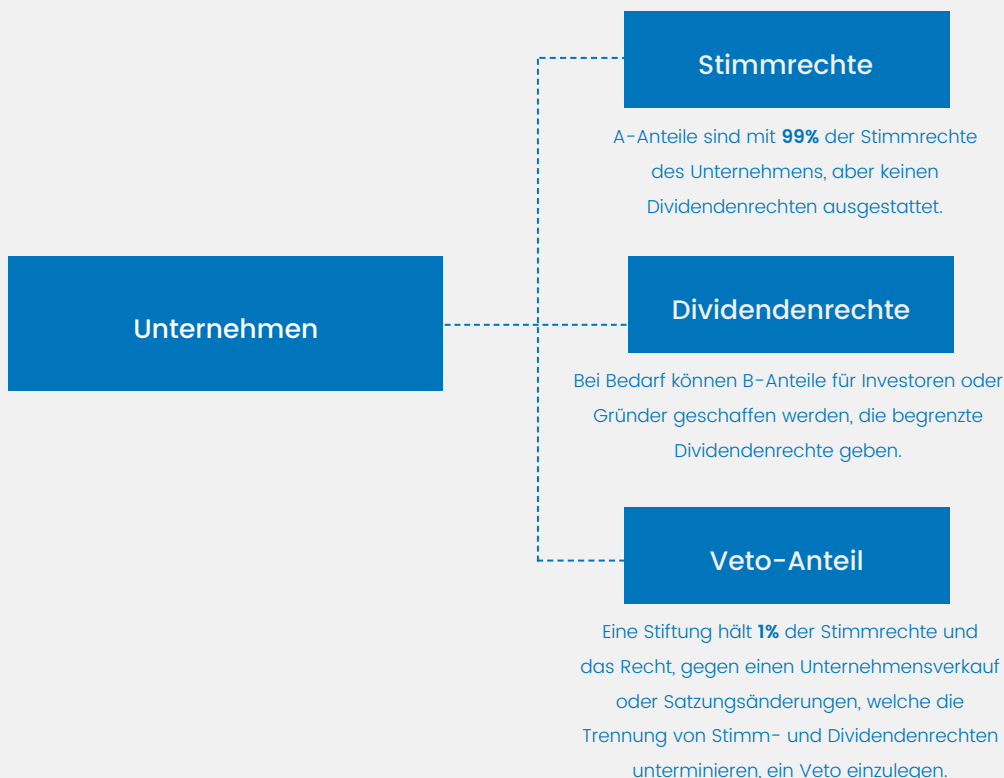 Unternehmen
Stimmrechte
A-Anteile sind mit 99% der Stimmrechte
des Unternehmens, aber keinen
Dividendenrechten ausgestattet.
Dividendenrechte
Bei Bedarf können B-Anteile für Investoren oder
Gründer geschaffen werden, die begrenzte
Dividendenrechte geben.
Veto-Anteil
Eine Stiftung hält 1% der Stimmrechte und
das Recht, gegen einen Unternehmensverkauf
oder Satzungsänderungen, welche die
Trennung von Stimm- und Dividendenrechten
unterminieren, ein Veto einzulegen.